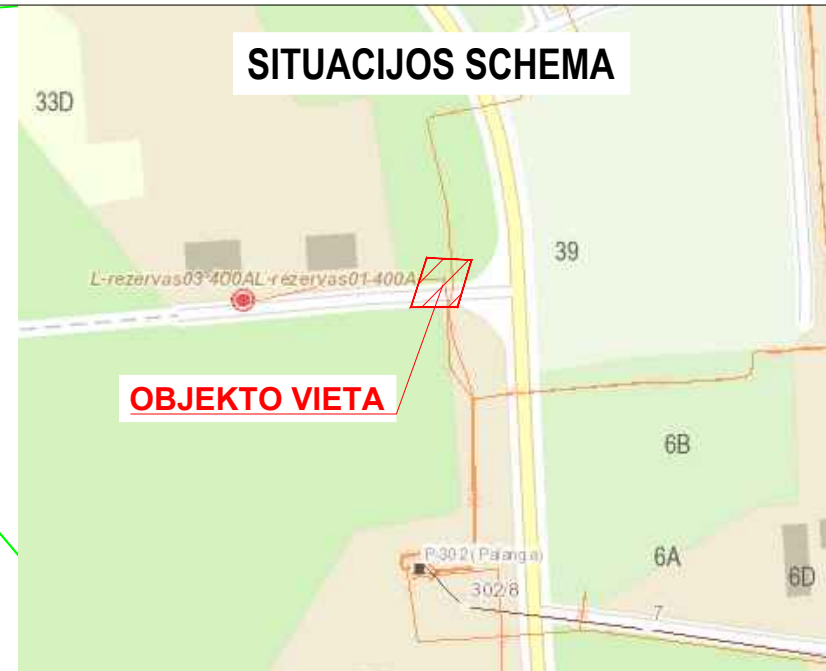 SITUACIJOS SCHEMA
33D
39
L-rezervas03-400AL-rezervas01-400A
OBJEKTO VIETA
6B
P-302 (Palanga)
6A
302/8
6D
7